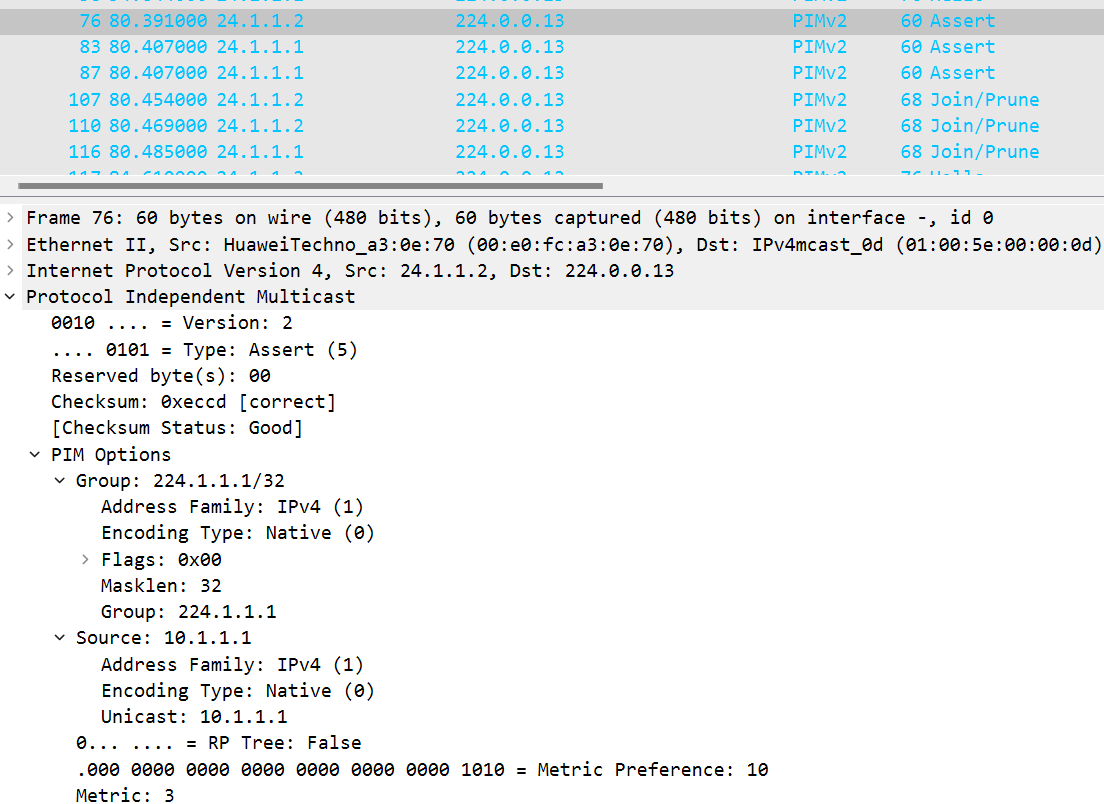 76 80.391000 24.1.1.2 224.0.0.13 PIMv2 60 Assert
83 80.407000 24.1.1.1 224.0.0.13 PIMv2 60 Assert
87 80.407000 24.1.1.1 224.0.0.13 PIMv2 60 Assert
107 80.454000 24.1.1.2 224.0.0.13 PIMv2 68 Join/Prune
110 80.469000 24.1.1.2 224.0.0.13 PIMv2 68 Join/Prune
116 80.485000 24.1.1.1 224.0.0.13 PIMv2 68 Join/Prune
Frame 76: 60 bytes on wire (480 bits), 60 bytes captured (480 bits) on interface -, id 0
Ethernet II, Src: HuaweiTechno_a3:0e:70 (00:e0:fc:a3:0e:70), Dst: IPv4mcast_0d (01:00:5e:00:00:0d)
Internet Protocol Version 4, Src: 24.1.1.2, Dst: 224.0.0.13
Protocol Independent Multicast
0010 .... = Version: 2
.... 0101 = Type: Assert (5)
Reserved byte(s): 00
Checksum: 0xeccd [correct]
[Checksum Status: Good]
PIM Options
Group: 224.1.1.1/32
Address Family: IPv4 (1)
Encoding Type: Native (0)
Flags: 0x00
Masklen: 32
Group: 224.1.1.1
Source: 10.1.1.1
Address Family: IPv4 (1)
Encoding Type: Native (0)
Unicast: 10.1.1.1
0... .... = RP Tree: False
.000 0000 0000 0000 0000 0000 0000 1010 = Metric Preference: 10
Metric: 3